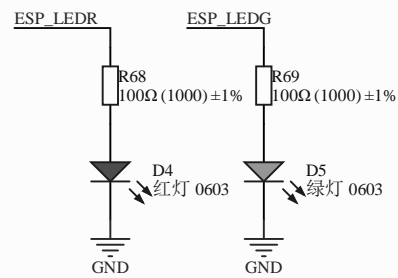 ESP_LEDR
ESP_LEDG
R68
100Ω (1000) ±1%
R69
100Ω (1000) ±1%
D4
红灯 0603
D5
绿灯 0603
GND
GND